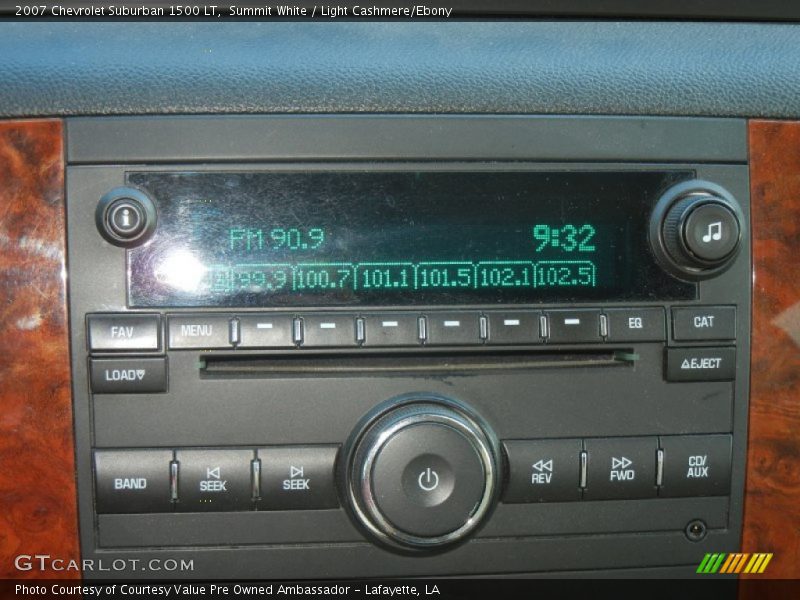 2007 Chevrolet Suburban 1500 LT, Summit White / Light Cashmere/Ebony
i
FM 90.9 9:32
99.9 100.7 101.1 101.5 102.1 102.5
FAV MENU EQ CAT
LOAD EJECT
BAND SEEK SEEK REV FWD CD/AUX
GTCARLOT.COM
Photo Courtesy of Courtesy Value Pre Owned Ambassador - Lafayette, LA